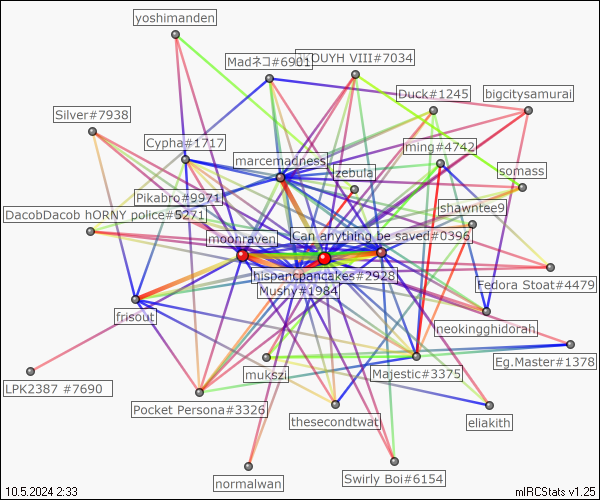 yoshimanden
Madネコ#6901
OUYH VIII#7034
Duck#1245
bigcitysamurai
Silver#7938
Cypha#1717
ming#4742
marcemadness
zebula
somass
Pikabro#9971
shawntee9
DacobDacob hORNY police#5271
moonraven
Can anything be saved#0396
hispancpancakes#2928
Fedora Stoat#4479
Mushy#1984
frisout
neokingghidorah
Eg.Master#1378
LPK2387 #7690
mukszi
Majestic#3375
Pocket Persona#3326
thesecondtwat
eliakith
normalwan
Swirly Boi#6154
10.5.2024 2:33
mIRCStats v1.25